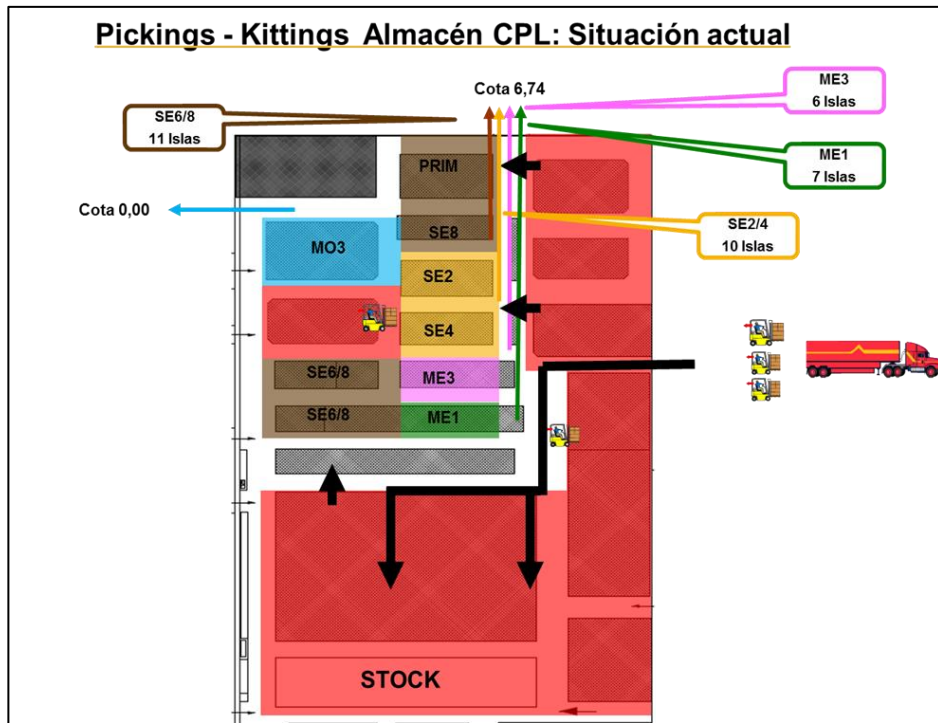 Pickings - Kittings Almacén CPL: Situación actual
Cota 6,74
ME3
6 Islas
SE6/8
11 Islas
ME1
7 Islas
PRIM
Cota 0,00
SE2/4
10 Islas
MO3
SE8
SE2
SE4
SE6/8
ME3
SE6/8
ME1
STOCK